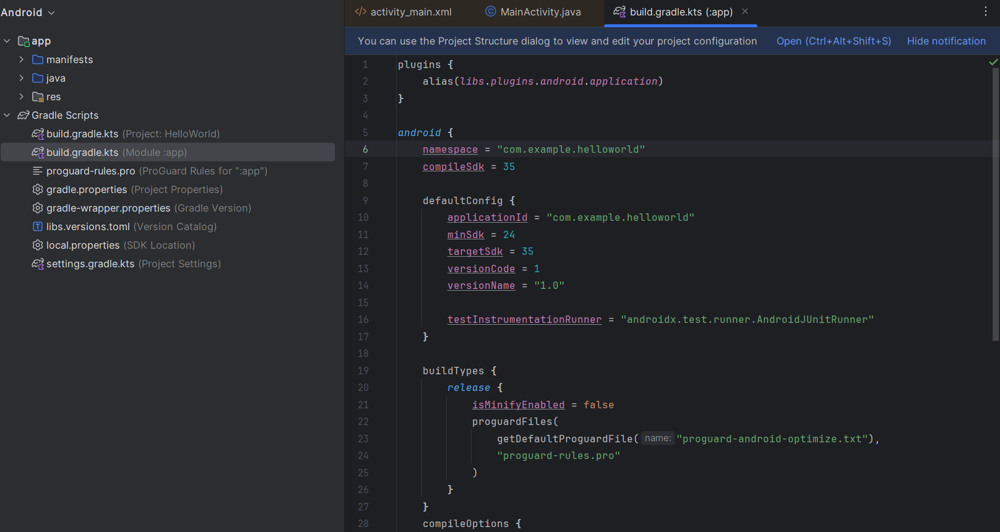 Android
app
manifests
java
res
Gradle Scripts
build.gradle.kts (Project: HelloWorld)
build.gradle.kts (Module :app)
proguard-rules.pro (ProGuard Rules for ":app")
gradle.properties (Project Properties)
gradle-wrapper.properties (Gradle Version)
libs.versions.toml (Version Catalog)
local.properties (SDK Location)
settings.gradle.kts (Project Settings)
activity_main.xml MainActivity.java build.gradle.kts (:app)
You can use the Project Structure dialog to view and edit your project configuration Open (Ctrl+Alt+Shift+S) Hide notification
1 plugins {
2     alias(libs.plugins.android.application)
3 }
4
5 android {
6     namespace = "com.example.helloworld"
7     compileSdk = 35
8
9     defaultConfig {
10         applicationId = "com.example.helloworld"
11         minSdk = 24
12         targetSdk = 35
13         versionCode = 1
14         versionName = "1.0"
15
16         testInstrumentationRunner = "androidx.test.runner.AndroidJUnitRunner"
17     }
18
19     buildTypes {
20         release {
21             isMinifyEnabled = false
22             proguardFiles(
23                 getDefaultProguardFile( name: "proguard-android-optimize.txt"),
24                 "proguard-rules.pro"
25             )
26         }
27     }
28     compileOptions {